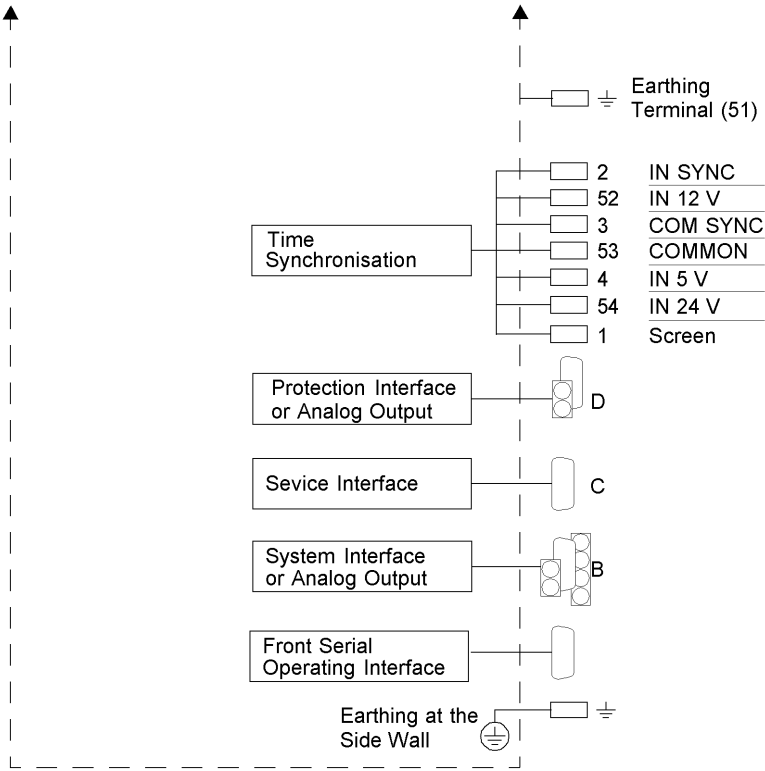 Earthing
Terminal (51)
2 IN SYNC
52 IN 12 V
3 COM SYNC
Time
Synchronisation
53 COMMON
4 IN 5 V
54 IN 24 V
1 Screen
Protection Interface
or Analog Output
D
Sevice Interface
C
System Interface
or Analog Output
B
Front Serial
Operating Interface
Earthing at the
Side Wall